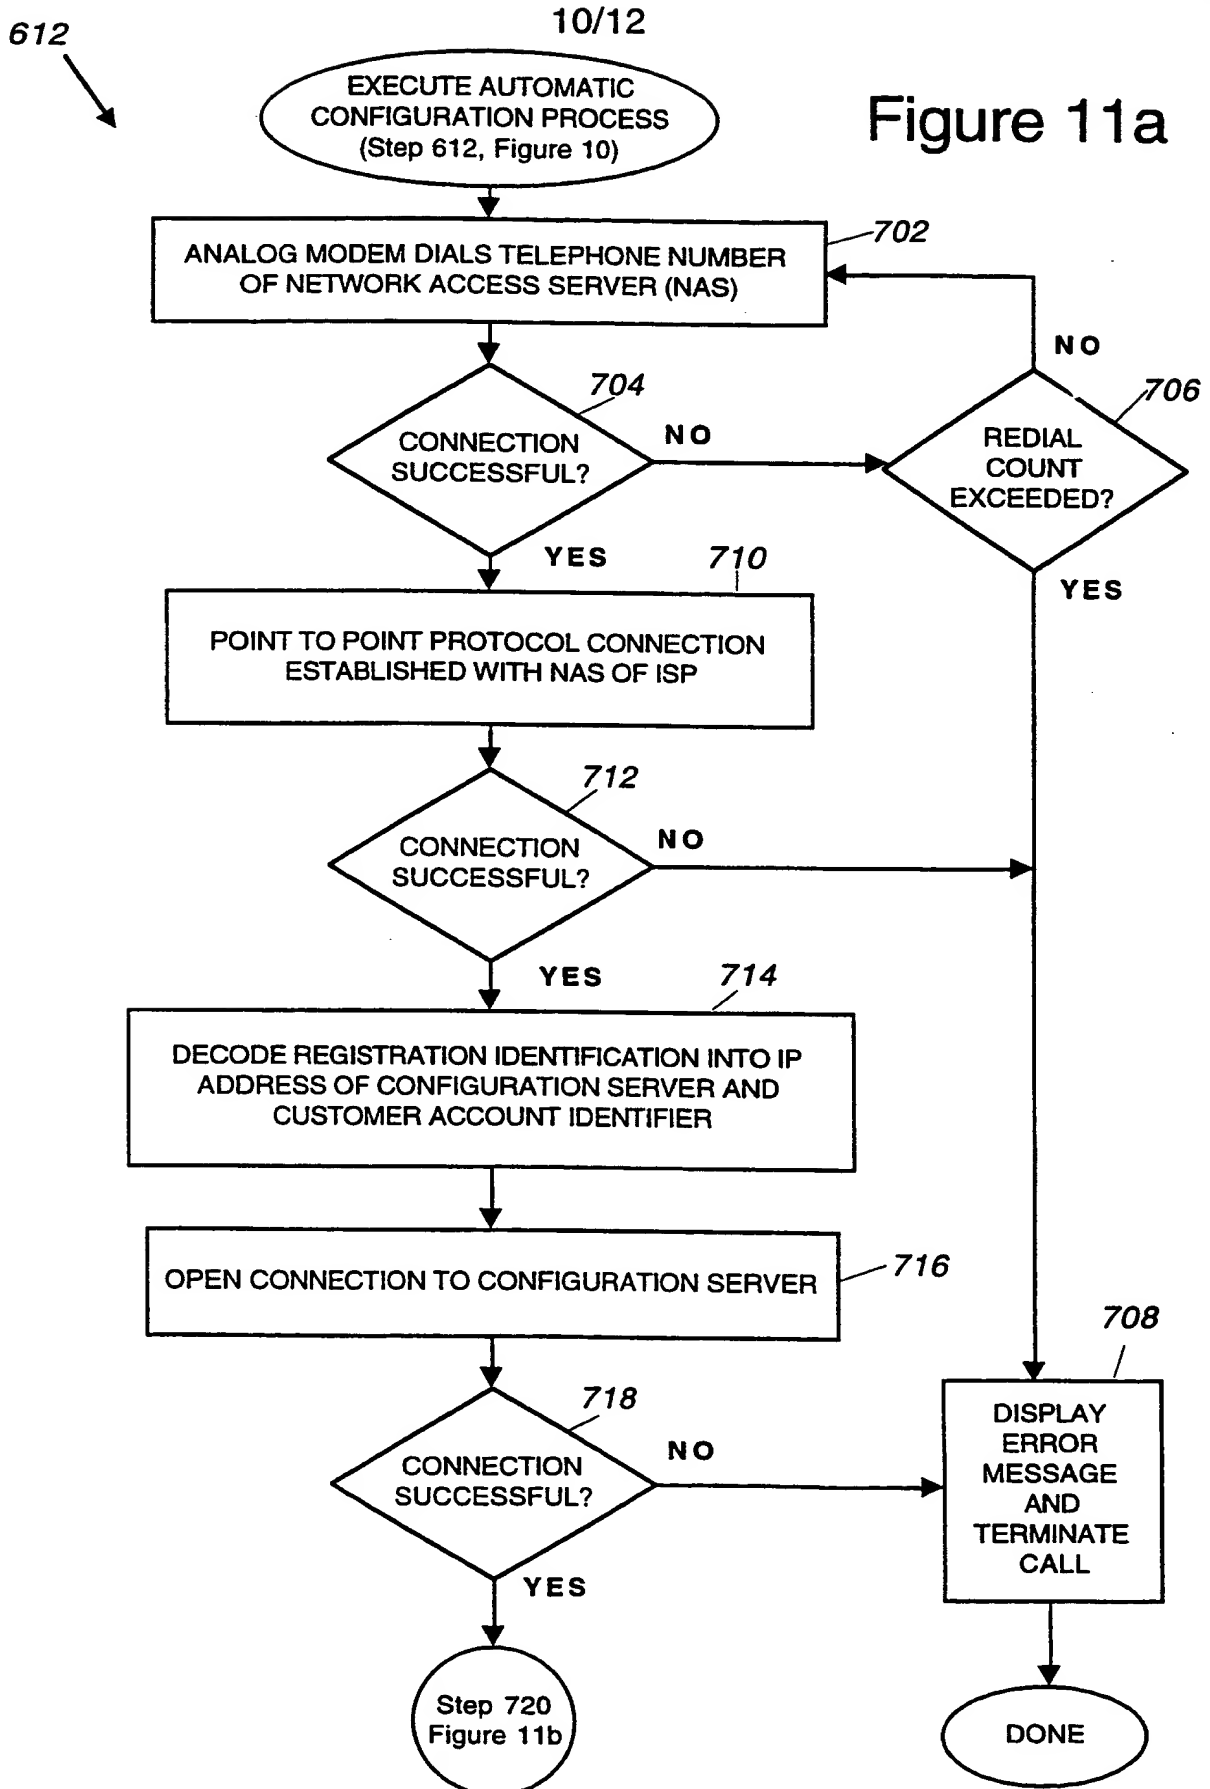 10/12
612
Figure 11a
EXECUTE AUTOMATIC
CONFIGURATION PROCESS
(Step 612, Figure 10)
702
ANALOG MODEM DIALS TELEPHONE NUMBER
OF NETWORK ACCESS SERVER (NAS)
NO
704
706
CONNECTION
SUCCESSFUL?
NO
REDIAL
COUNT
EXCEEDED?
YES
710
YES
POINT TO POINT PROTOCOL CONNECTION
ESTABLISHED WITH NAS OF ISP
712
CONNECTION
SUCCESSFUL?
NO
YES
714
DECODE REGISTRATION IDENTIFICATION INTO IP
ADDRESS OF CONFIGURATION SERVER AND
CUSTOMER ACCOUNT IDENTIFIER
716
OPEN CONNECTION TO CONFIGURATION SERVER
708
718
CONNECTION
SUCCESSFUL?
NO
DISPLAY
ERROR
MESSAGE
AND
TERMINATE
CALL
YES
Step 720
Figure 11b
DONE